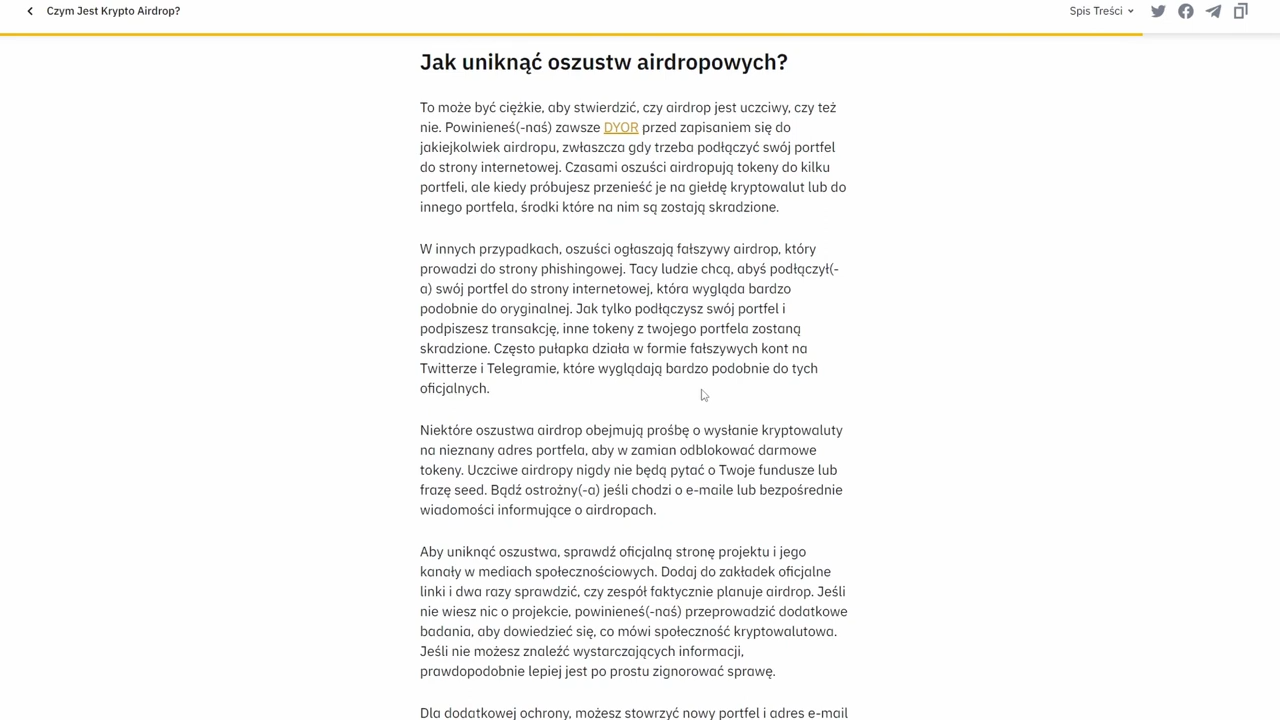 Czym Jest Krypto Airdrop?
Spis Treści
Jak uniknąć oszustw airdropowych?
To może być ciężkie, aby stwierdzić, czy airdrop jest uczciwy, czy też
nie. Powinieneś(-naś) zawsze DYOR przed zapisaniem się do
jakiejkolwiek airdropu, zwłaszcza gdy trzeba podłączyć swój portfel
do strony internetowej. Czasami oszuści airdropują tokeny do kilku
portfeli, ale kiedy próbujesz przenieść je na giełdę kryptowalut lub do
innego portfela, środki które na nim są zostają skradzione.
W innych przypadkach, oszuści ogłaszają fałszywy airdrop, który
prowadzi do strony phishingowej. Tacy ludzie chcą, abyś podłączył(-
a) swój portfel do strony internetowej, która wygląda bardzo
podobnie do oryginalnej. Jak tylko podłączysz swój portfel i
podpiszesz transakcję, inne tokeny z twojego portfela zostaną
skradzione. Często pułapka działa w formie fałszywych kont na
Twitterze i Telegramie, które wyglądają bardzo podobnie do tych
oficjalnych.
Niektóre oszustwa airdrop obejmują prośbę o wysłanie kryptowaluty
na nieznany adres portfela, aby w zamian odblokować darmowe
tokeny. Uczciwe airdropy nigdy nie będą pytać o Twoje fundusze lub
frazę seed. Bądź ostrożny(-a) jeśli chodzi o e-maile lub bezpośrednie
wiadomości informujące o airdropach.
Aby uniknąć oszustwa, sprawdź oficjalną stronę projektu i jego
kanały w mediach społecznościowych. Dodaj do zakładek oficjalne
linki i dwa razy sprawdzić, czy zespół faktycznie planuje airdrop. Jeśli
nie wiesz nic o projekcie, powinieneś(-naś) przeprowadzić dodatkowe
badania, aby dowiedzieć się, co mówi społeczność kryptowalutowa.
Jeśli nie możesz znaleźć wystarczających informacji,
prawdopodobnie lepiej jest po prostu zignorować sprawę.
Dla dodatkowej ochrony, możesz stowrzyć nowy portfel i adres e-mail